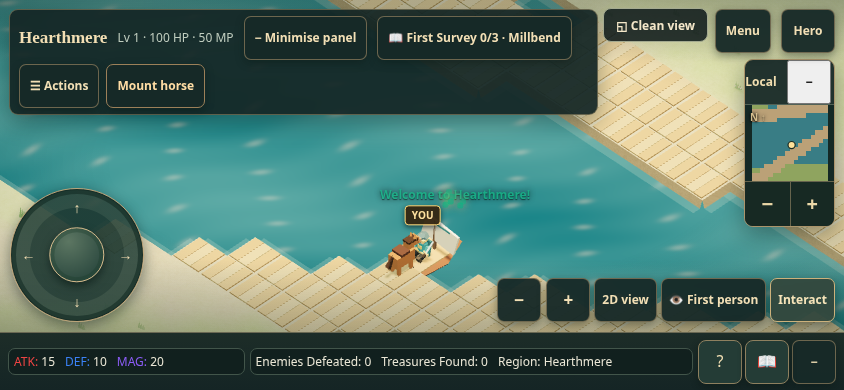 Hearthmere Lv 1 · 100 HP · 50 MP − Minimise panel 📖 First Survey 0/3 · Millbend
◱ Clean view Menu Hero
☰ Actions Mount horse
Local −
N
Welcome to Hearthmere!
YOU
− +
↑
← →
↓
− + 2D view 👁️ First person Interact
ATK: 15 DEF: 10 MAG: 20 Enemies Defeated: 0 Treasures Found: 0 Region: Hearthmere ? 📖 −